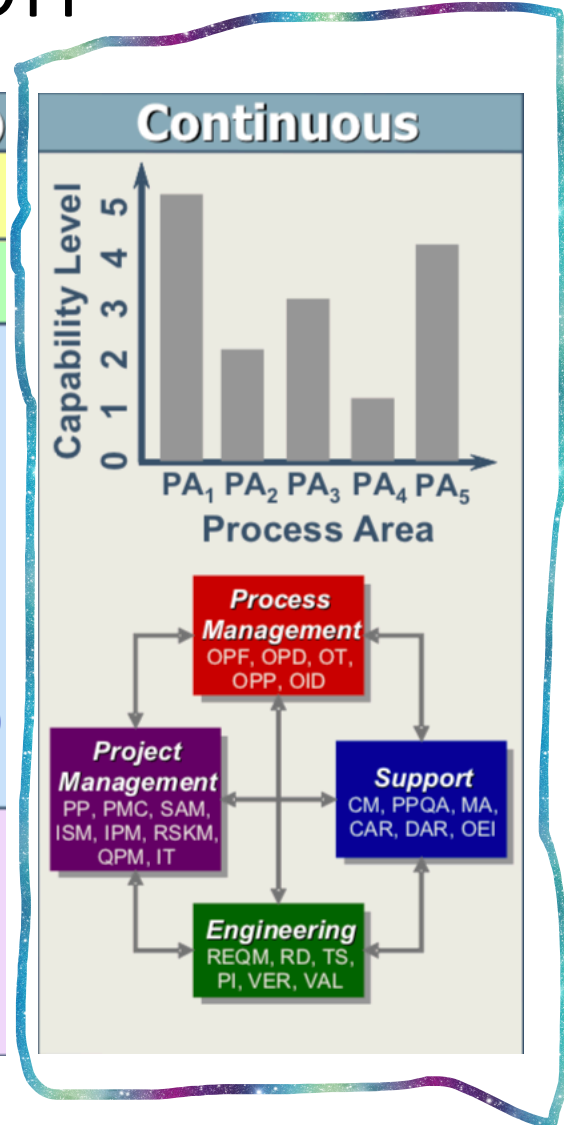 Continuous
Capability Level
5
4
3
2
1
0
PA1 PA2 PA3 PA4 PA5
Process Area
Process
Management
OPF, OPD, OT,
OPP, OID
Project
Management
PP, PMC, SAM,
ISM, IPM, RSKM,
QPM, IT
Support
CM, PPQA, MA,
CAR, DAR, OEI
Engineering
REQM, RD, TS,
PI, VER, VAL